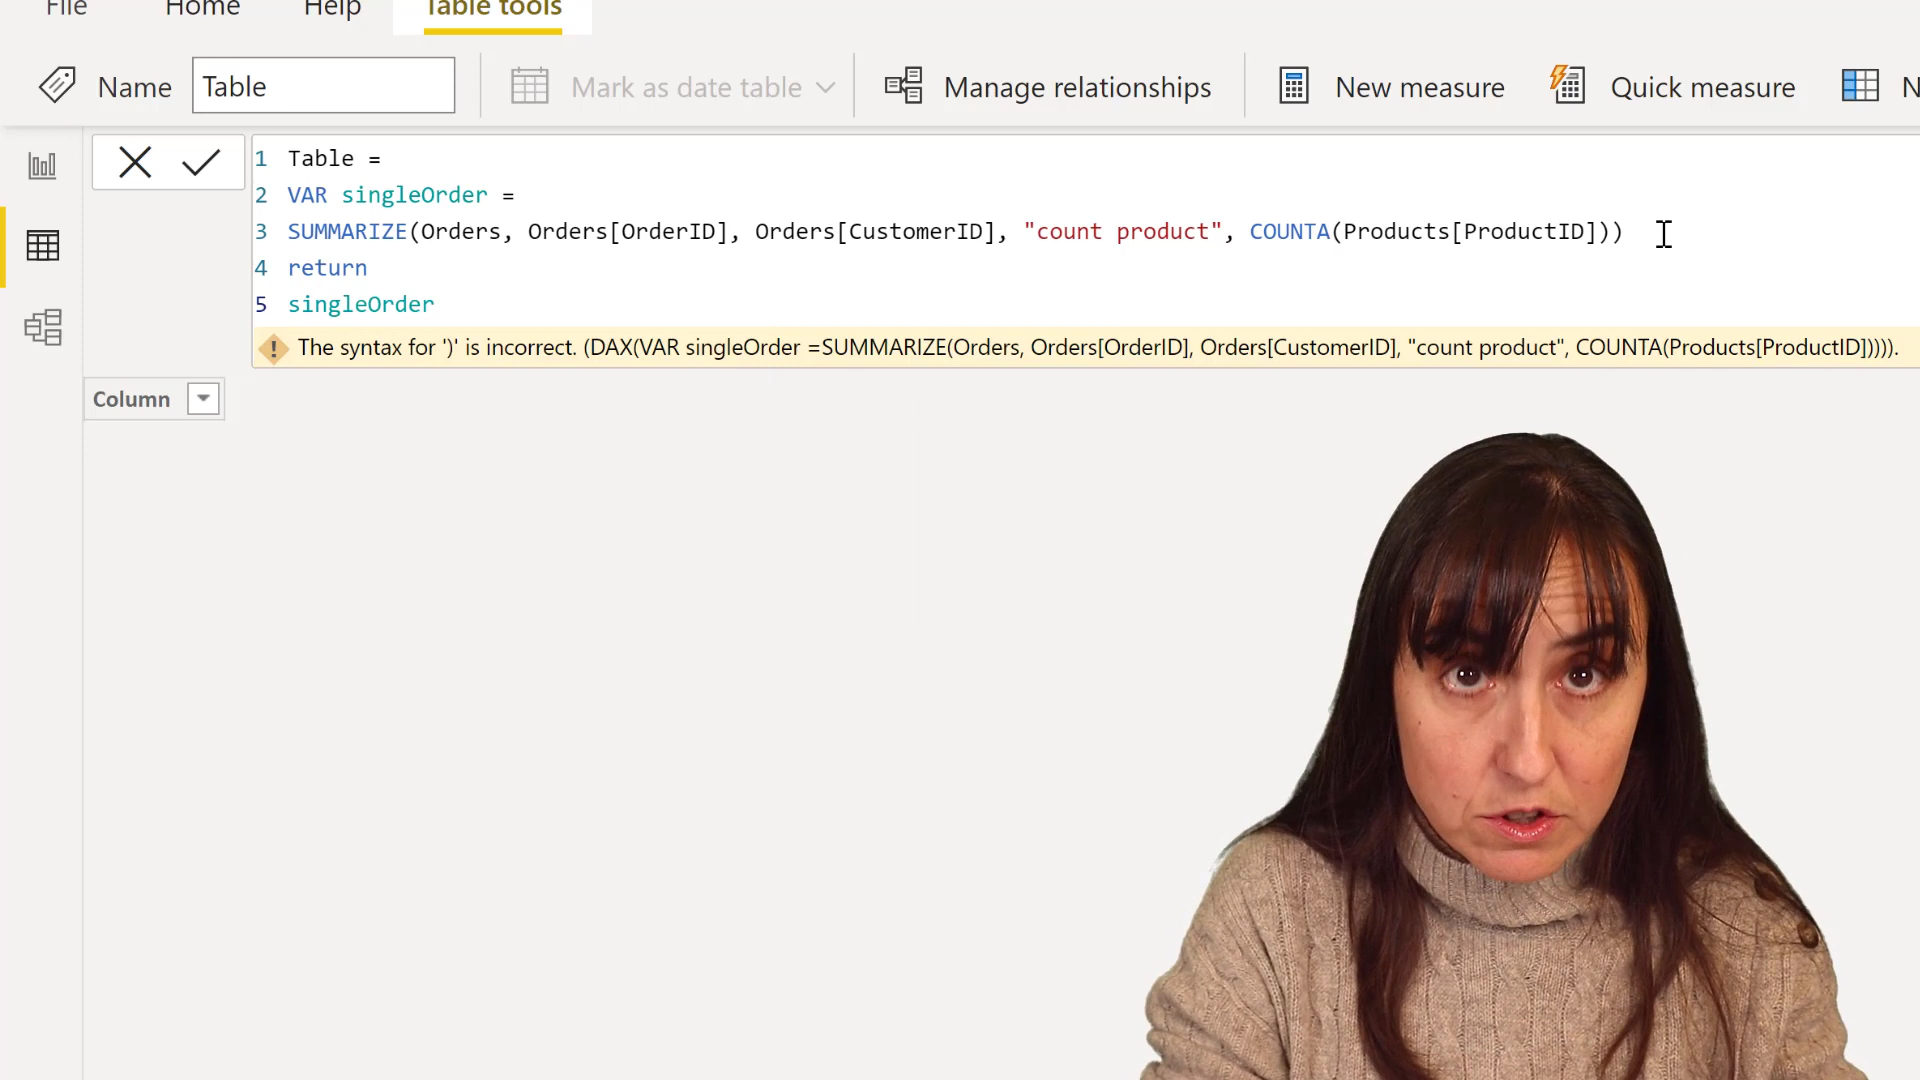 File Home Help Table tools
Name Table Mark as date table Manage relationships New measure Quick measure N
1 Table =
2 VAR singleOrder =
3 SUMMARIZE(Orders, Orders[OrderID], Orders[CustomerID], "count product", COUNTA(Products[ProductID]))
4 return
5 singleOrder
The syntax for ')' is incorrect. (DAX(VAR singleOrder =SUMMARIZE(Orders, Orders[OrderID], Orders[CustomerID], "count product", COUNTA(Products[ProductID])))).
Column